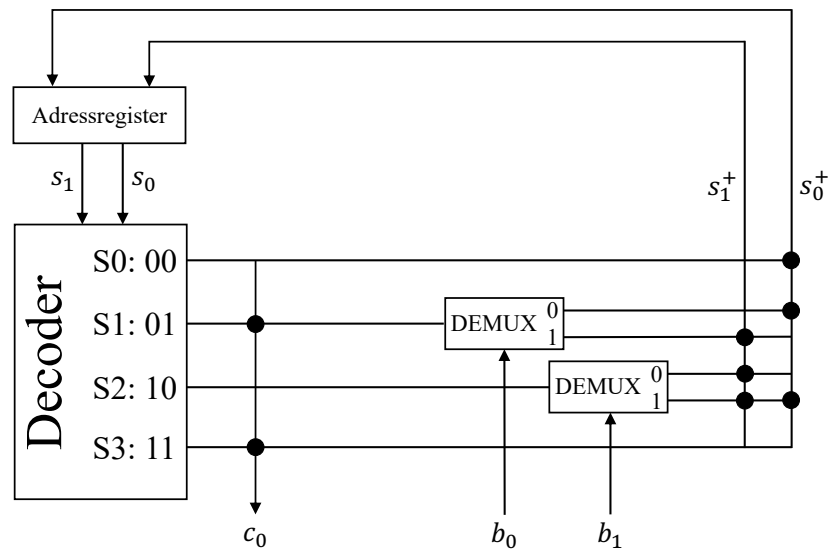 Adressregister
s₁ s₀
s₁⁺ s₀⁺
Decoder
S0: 00
S1: 01
DEMUX 0
1
S2: 10
DEMUX 0
1
S3: 11
c₀ b₀ b₁